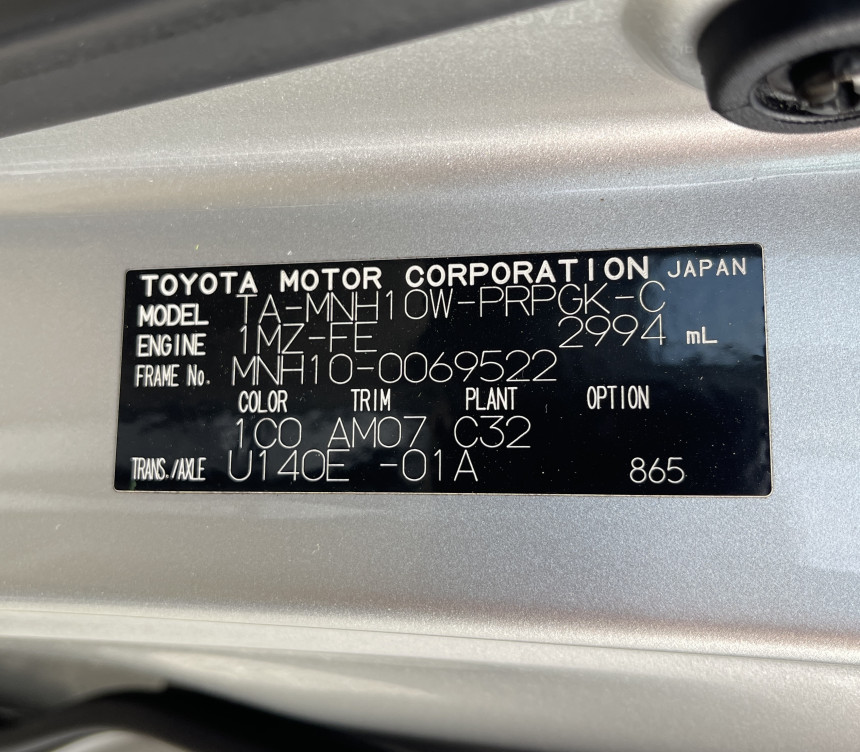 TOYOTA MOTOR CORPORATION JAPAN
MODEL TA-MNH10W-PRPGK-C
ENGINE 1MZ-FE 2994 mL
FRAME No. MNH10-0069522
COLOR TRIM PLANT OPTION
1C0 AM07 C32
TRANS./AXLE U140E -01A 865